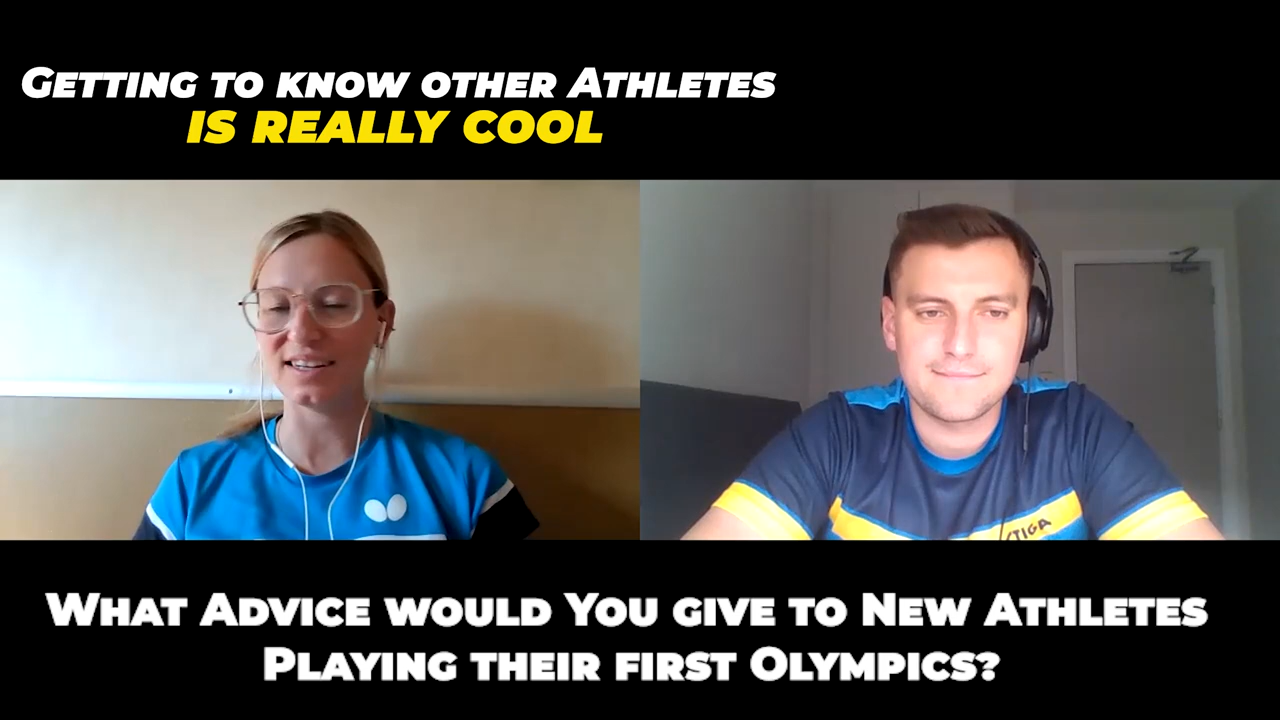 Getting to know other Athletes
is really cool
STIGA
What Advice would You give to New Athletes
Playing their first Olympics?